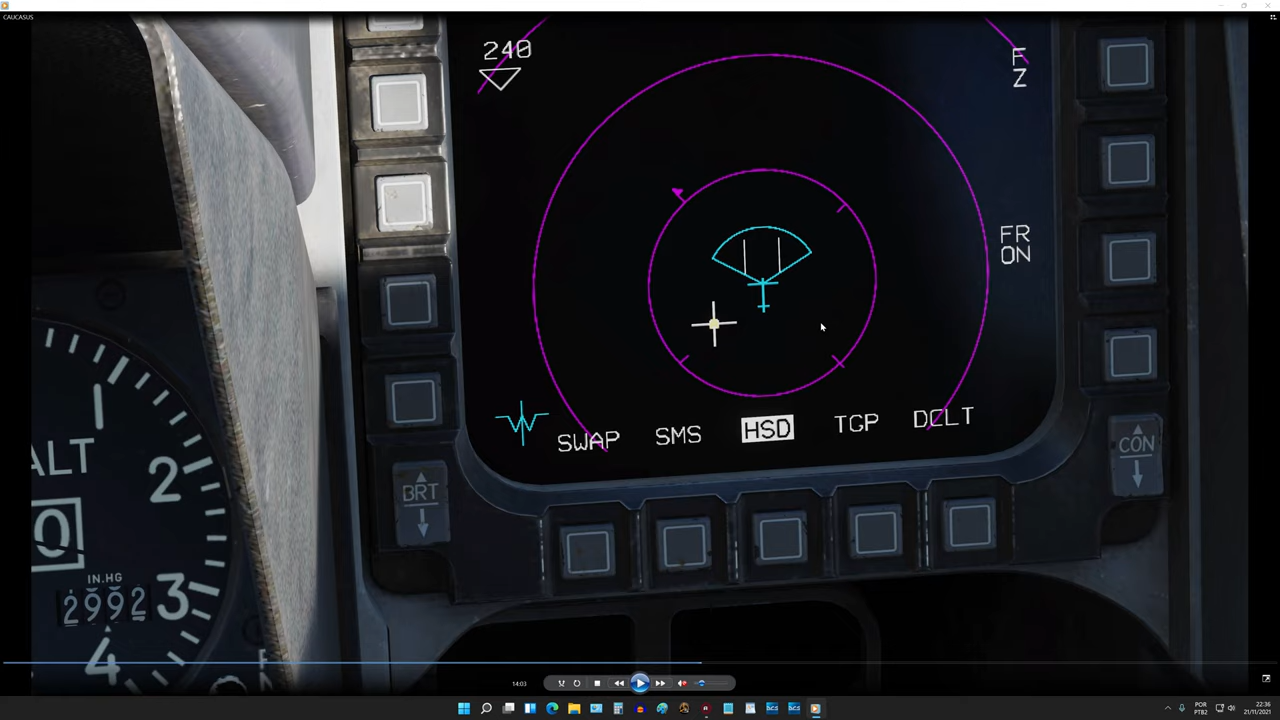 CAUCASUS
240
F
Z
FR
ON
SWAP
SMS
HSD
TGP
DCLT
BRT
CON
ALT
0
2
3
4
IN.HG
2992
14:03
POR
PTB2
22:36
21/11/2021